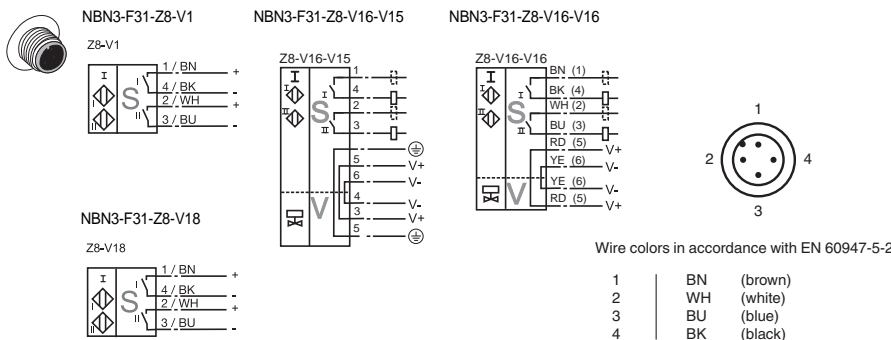 NBN3-F31-Z8-V1
Z8-V1
I
I
II
S
I
II
1 / BN +
4 / BK -
2 / WH +
3 / BU -
NBN3-F31-Z8-V18
Z8-V18
I
I
II
S
I
II
1 / BN +
4 / BK -
2 / WH +
3 / BU -
NBN3-F31-Z8-V16-V15
Z8-V16-V15
I
I
II
S
I
II
1
4
2
3
V
5 V+
6 V-
4 V-
3 V+
5
NBN3-F31-Z8-V16-V16
Z8-V16-V16
I
I
II
S
I
II
BN (1)
BK (4)
WH (2)
BU (3)
V
RD (5) V+
YE (6) V-
YE (6) V-
RD (5) V+
1
2 4
3
Wire colors in accordance with EN 60947-5-2
1 BN (brown)
2 WH (white)
3 BU (blue)
4 BK (black)